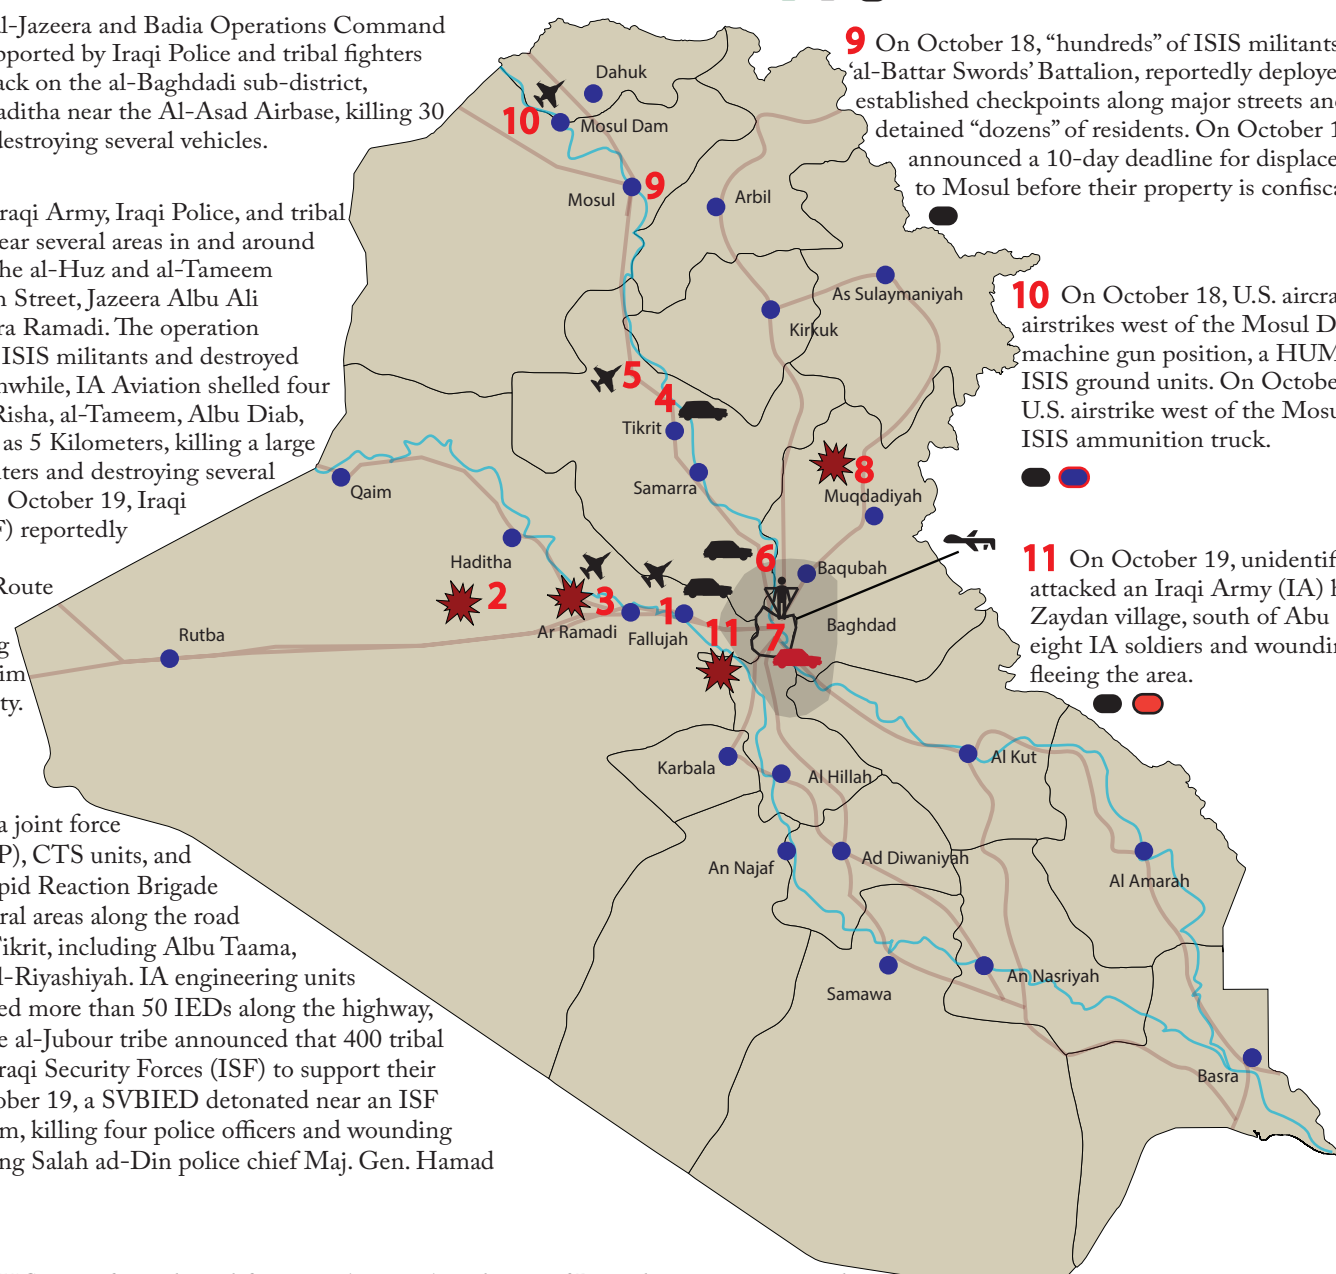 al-Jazeera and Badia Operations Command
pported by Iraqi Police and tribal fighters
ack on the al-Baghdadi sub-district,
aditha near the Al-Asad Airbase, killing 30
destroying several vehicles.
raqi Army, Iraqi Police, and tribal
ear several areas in and around
he al-Huz and al-Tameem
n Street, Jazeera Albu Ali
ra Ramadi. The operation
ISIS militants and destroyed
nwhile, IA Aviation shelled four
Risha, al-Tameem, Albu Diab,
as 5 Kilometers, killing a large
ters and destroying several
October 19, Iraqi
F) reportedly
Route
g
im
ty.
a joint force
P), CTS units, and
pid Reaction Brigade
ral areas along the road
Tikrit, including Albu Taama,
l-Riyashiyah. IA engineering units
ed more than 50 IEDs along the highway,
e al-Jubour tribe announced that 400 tribal
raqi Security Forces (ISF) to support their
ober 19, a SVBIED detonated near an ISF
m, killing four police officers and wounding
ng Salah ad-Din police chief Maj. Gen. Hamad
9 On October 18, “hundreds” of ISIS militants
‘al-Battar Swords’ Battalion, reportedly deploye
established checkpoints along major streets an
detained “dozens” of residents. On October 1
announced a 10-day deadline for displace
to Mosul before their property is confisca
10 On October 18, U.S. aircra
airstrikes west of the Mosul D
machine gun position, a HUM
ISIS ground units. On Octobe
U.S. airstrike west of the Mosu
ISIS ammunition truck.
11 On October 19, unidentif
attacked an Iraqi Army (IA)
Zaydan village, south of Abu
eight IA soldiers and woundin
fleeing the area.
Dahuk
10
Mosul Dam
Mosul
9
Arbil
As Sulaymaniyah
Kirkuk
5
4
Tikrit
Samarra
8
Muqdadiyah
Qaim
Haditha
2
3
Ar Ramadi
1
Fallujah
6
Baqubah
Baghdad
7
11
Rutba
Karbala
Al Hillah
Al Kut
An Najaf
Ad Diwaniyah
Al Amarah
Samawa
An Nasriyah
Basra